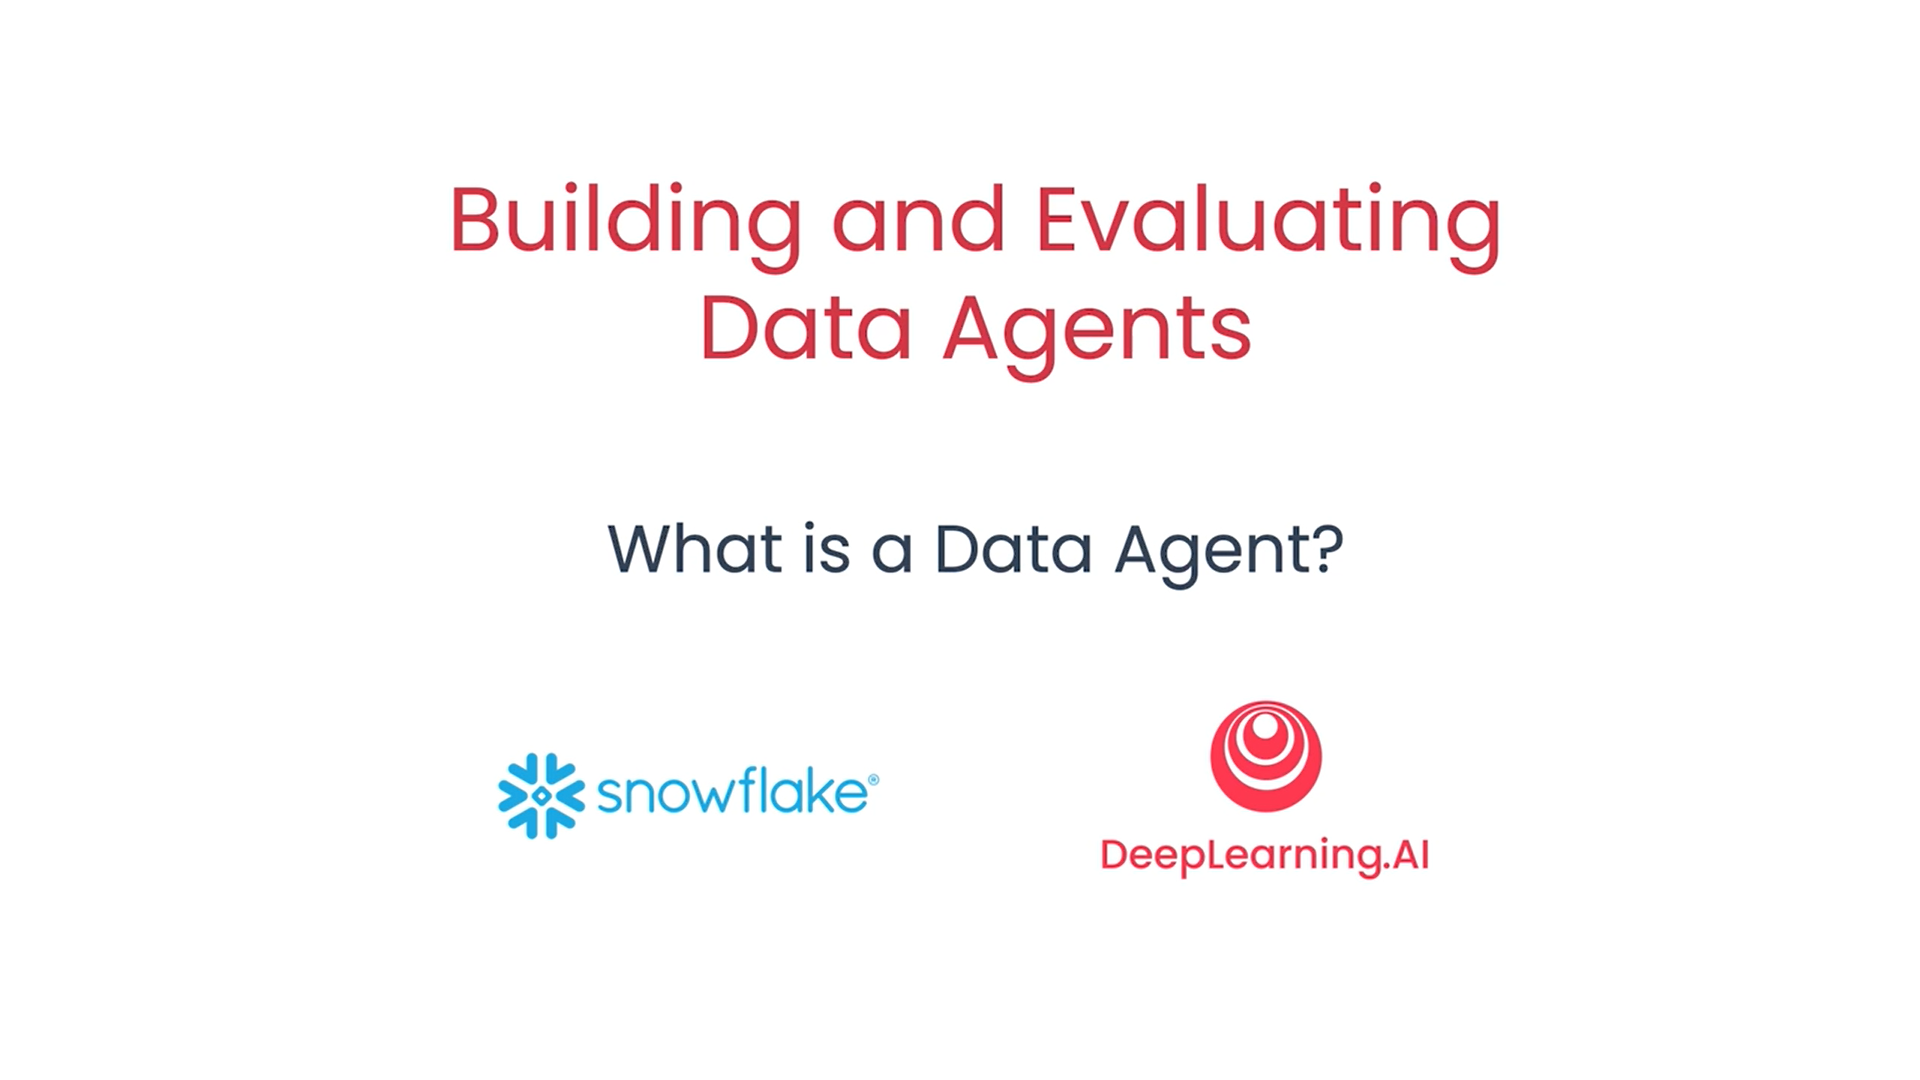 Building and Evaluating
Data Agents
What is a Data Agent?
snowflake®
DeepLearning.AI